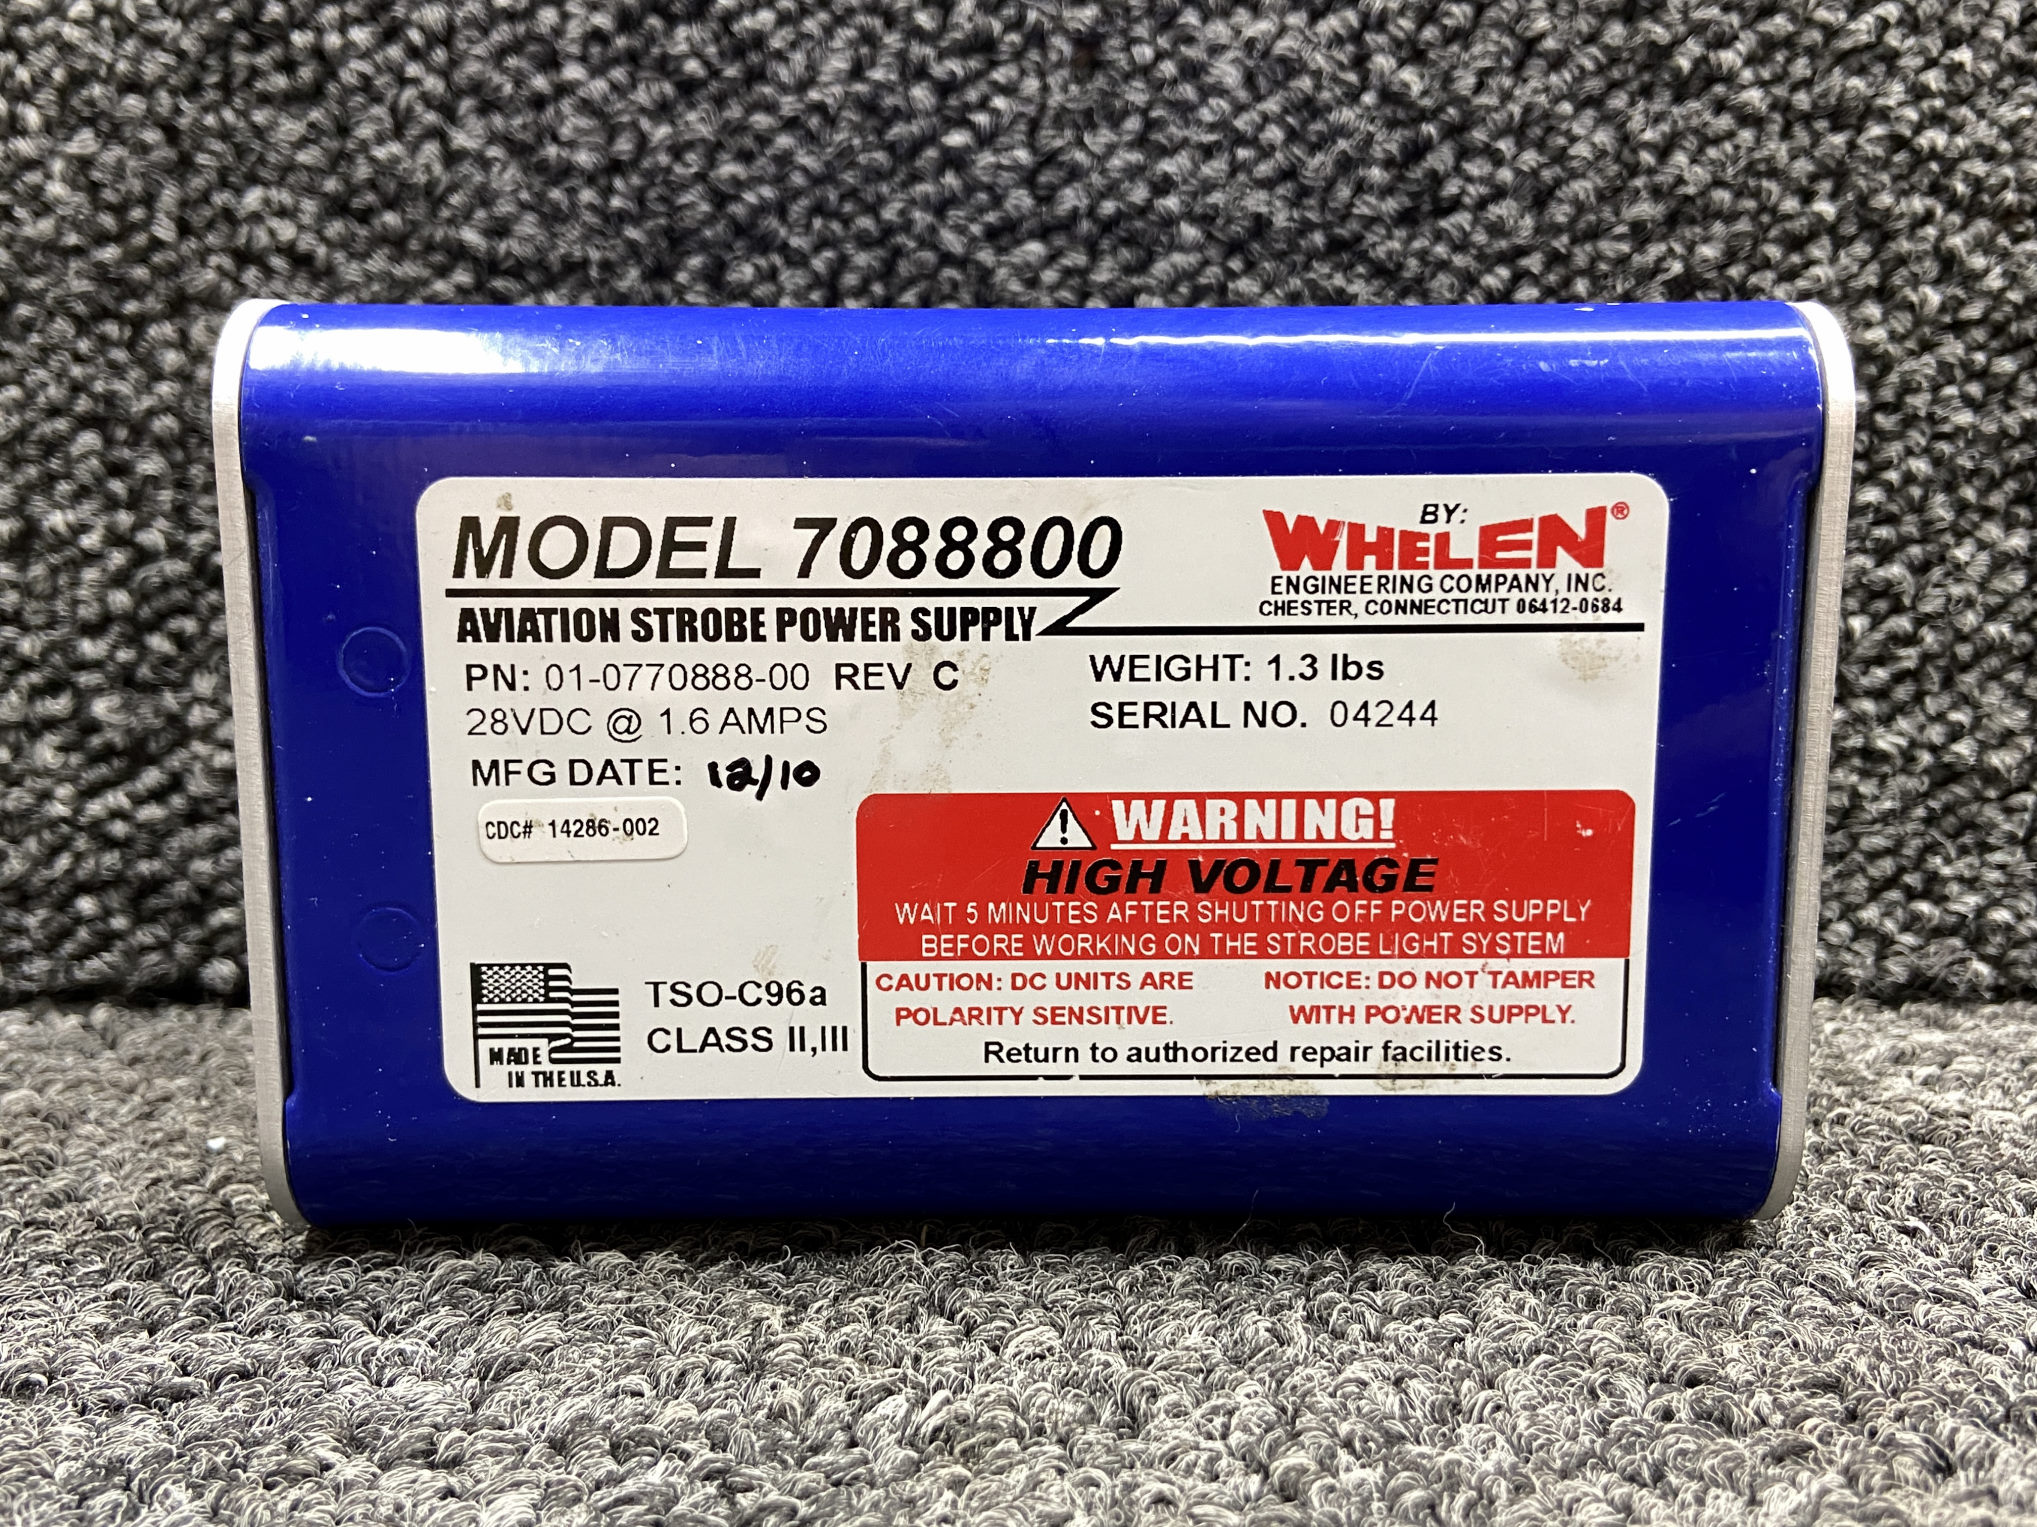 MODEL 7088800
AVIATION STROBE POWER SUPPLY
BY:
WHELEN®
ENGINEERING COMPANY, INC.
CHESTER, CONNECTICUT 06412-0684
PN: 01-0770888-00 REV C
28VDC @ 1.6 AMPS
MFG DATE: 12/10
WEIGHT: 1.3 lbs
SERIAL NO. 04244
CDC# 14286-002
WARNING!
HIGH VOLTAGE
WAIT 5 MINUTES AFTER SHUTTING OFF POWER SUPPLY
BEFORE WORKING ON THE STROBE LIGHT SYSTEM
CAUTION: DC UNITS ARE
POLARITY SENSITIVE.
NOTICE: DO NOT TAMPER
WITH POWER SUPPLY.
Return to authorized repair facilities.
MADE
IN THE U.S.A.
TSO-C96a
CLASS II,III